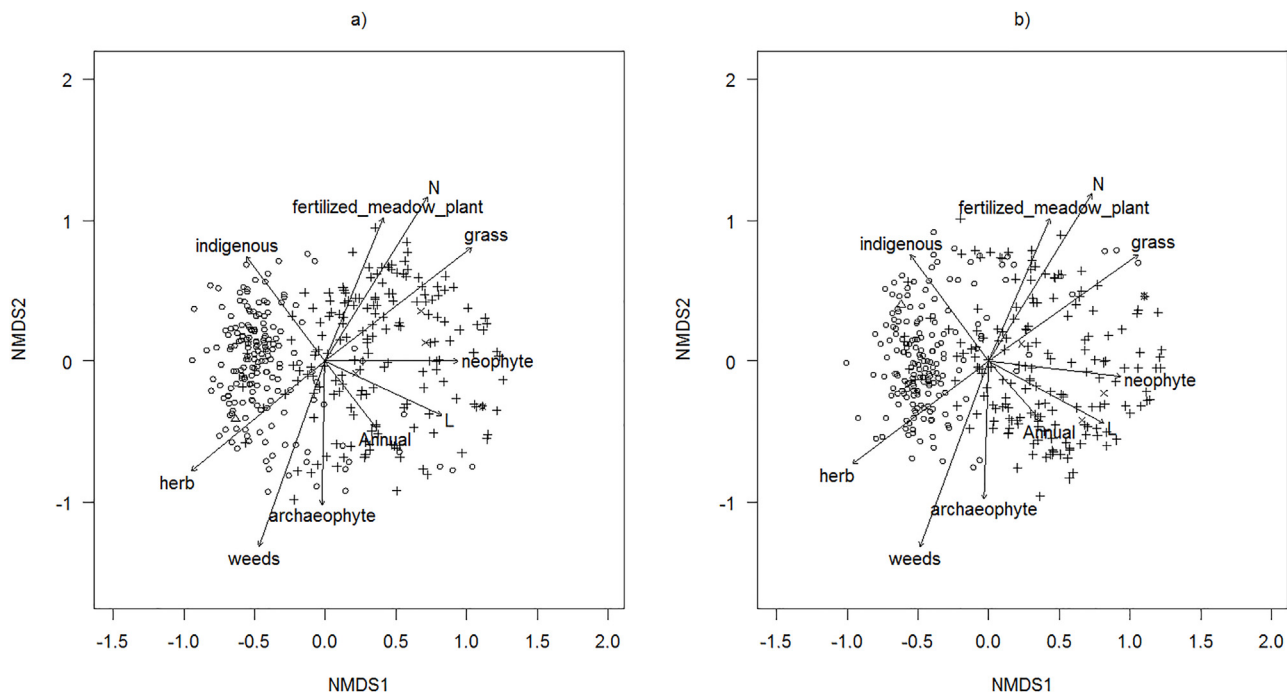 a)
NMDS2
2
1
0
-1
N
fertilized_meadow_plant
grass
indigenous
neophyte
L
Annual
herb
archaeophyte
weeds
-1.5 -1.0 -0.5 0.0 0.5 1.0 1.5 2.0
NMDS1
b)
NMDS2
2
1
0
-1
N
fertilized_meadow_plant
grass
indigenous
neophyte
L
Annual
herb
archaeophyte
weeds
-1.5 -1.0 -0.5 0.0 0.5 1.0 1.5 2.0
NMDS1